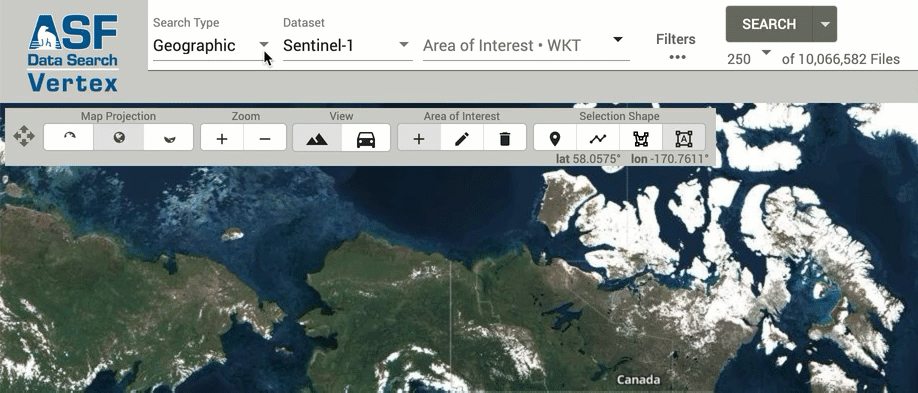 ASF
Data Search
Vertex
Search Type
Geographic
Dataset
Sentinel-1
Area of Interest • WKT
Filters
•••
SEARCH
250 of 10,066,582 Files
Map Projection
Zoom
View
Area of Interest
Selection Shape
A
lat 58.0575° lon -170.7611°
Canada